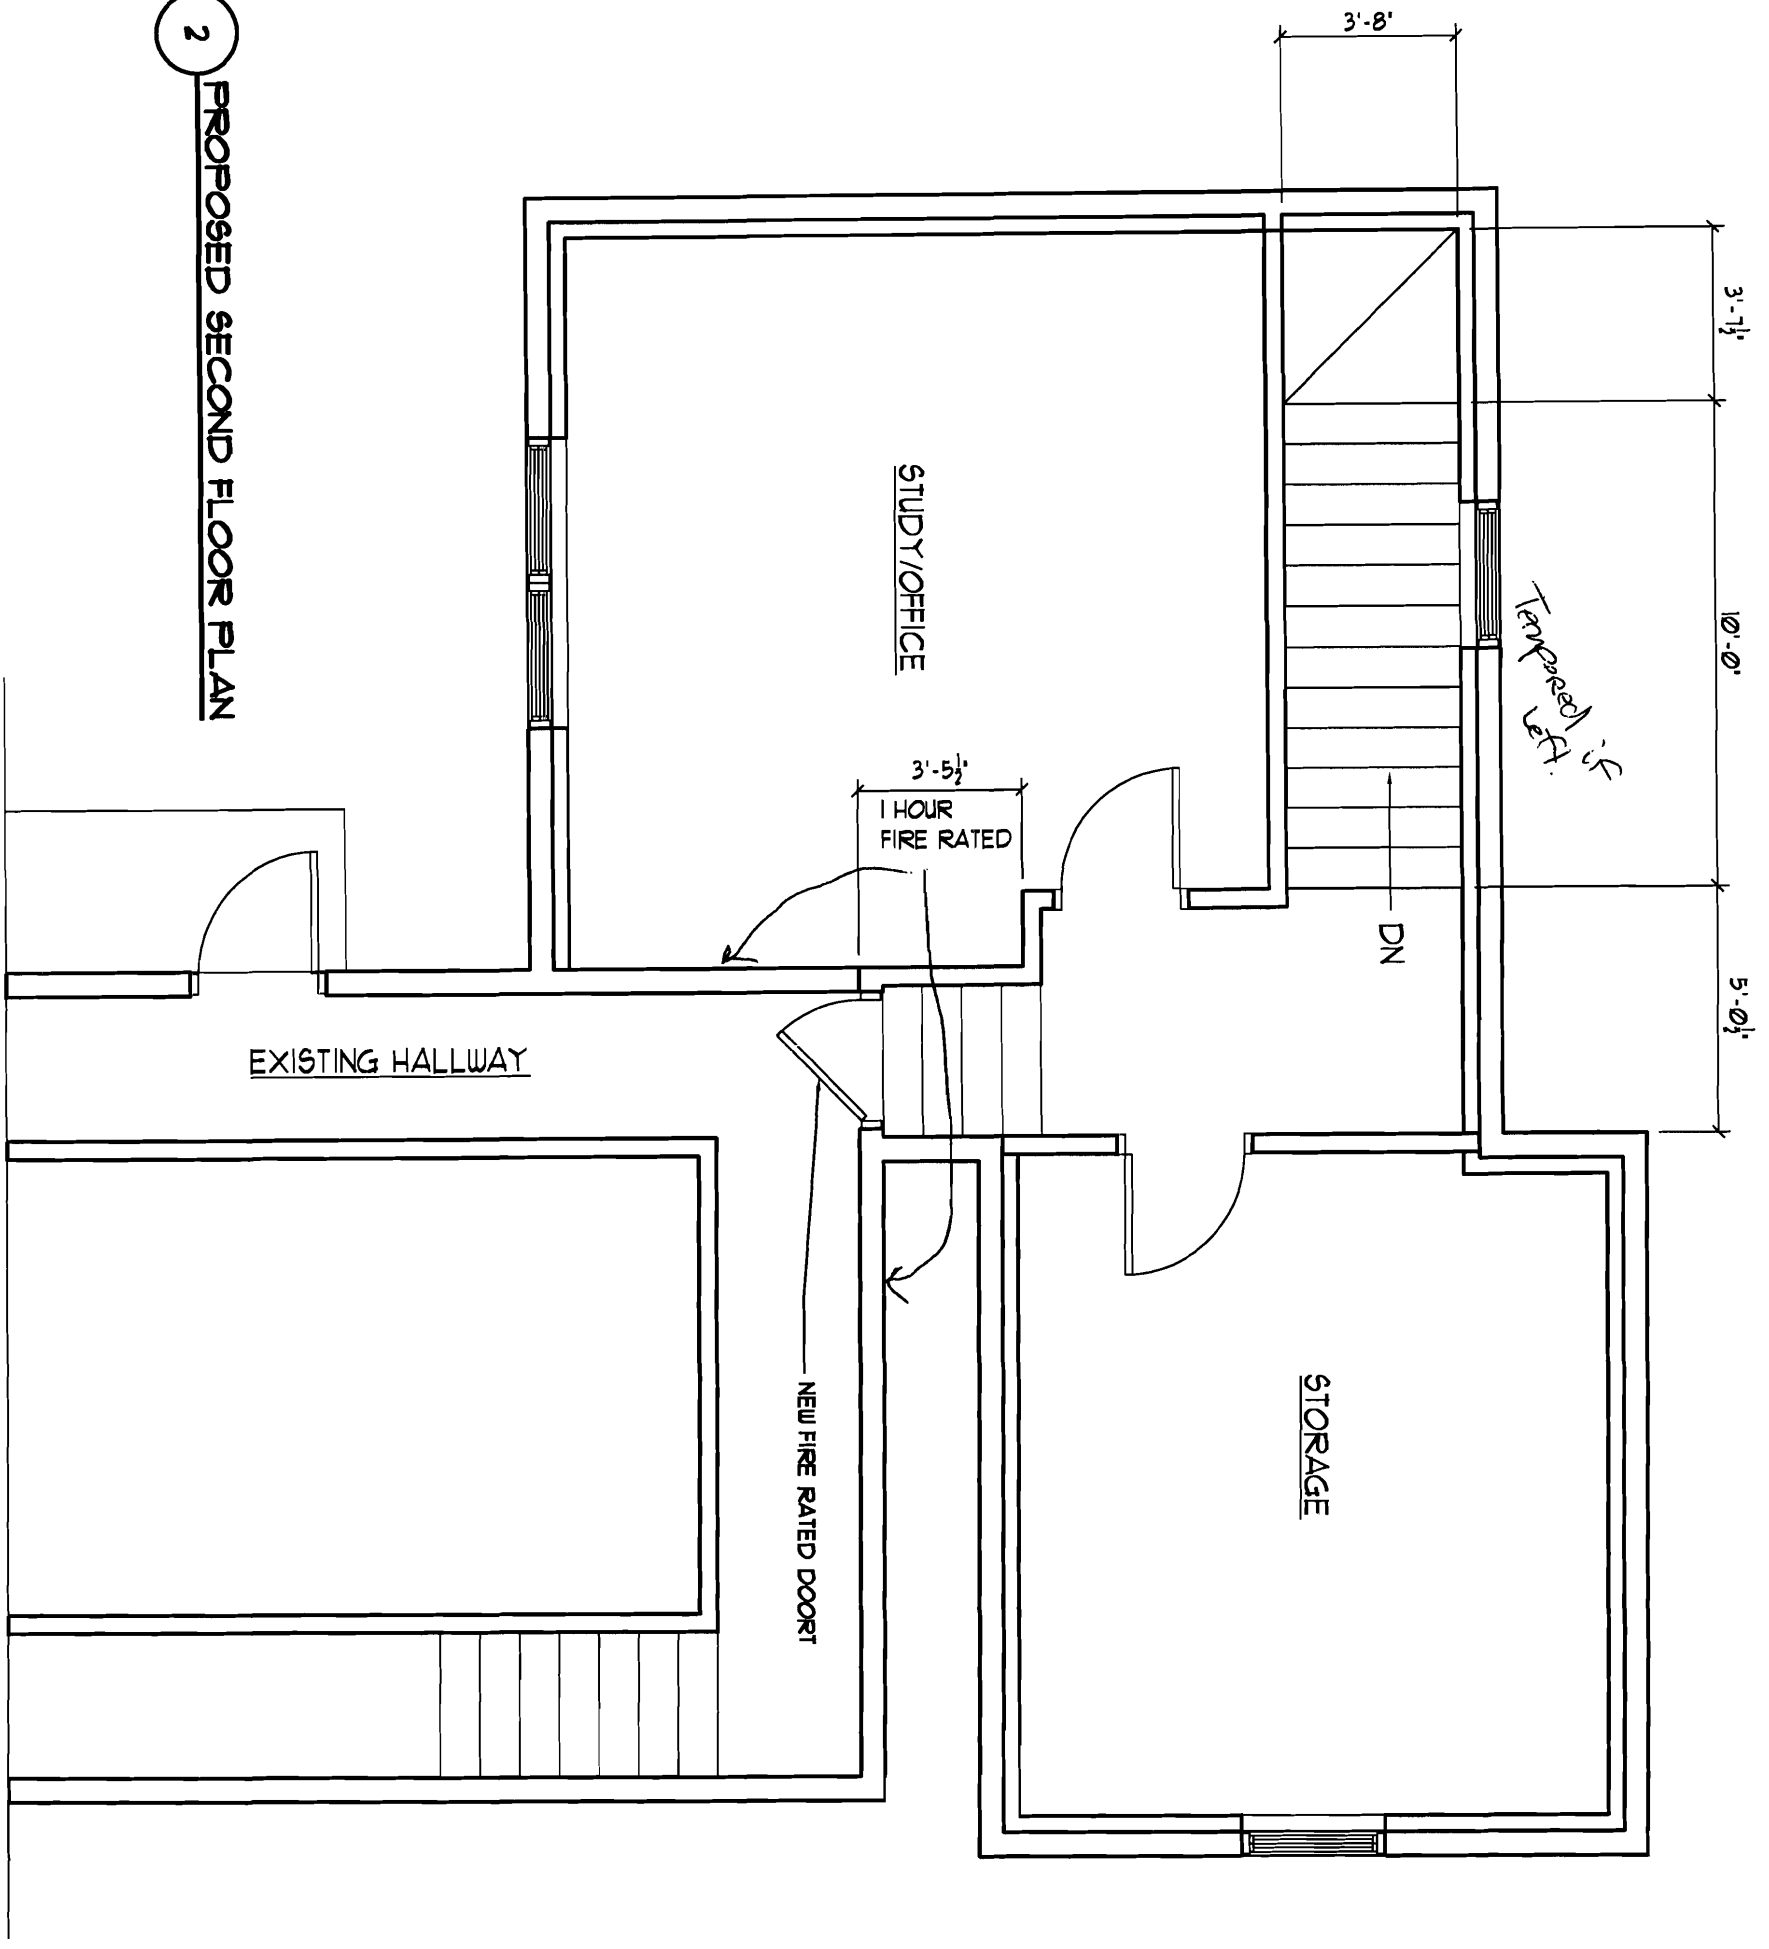 3'-8"
2
PROPOSED SECOND FLOOR PLAN
3'-7½"
10'-0"
Tempered if
left.
STUDY/OFFICE
3'-5½"
1 HOUR
FIRE RATED
DN
5'-0½"
EXISTING HALLWAY
NEW FIRE RATED DOORT
STORAGE